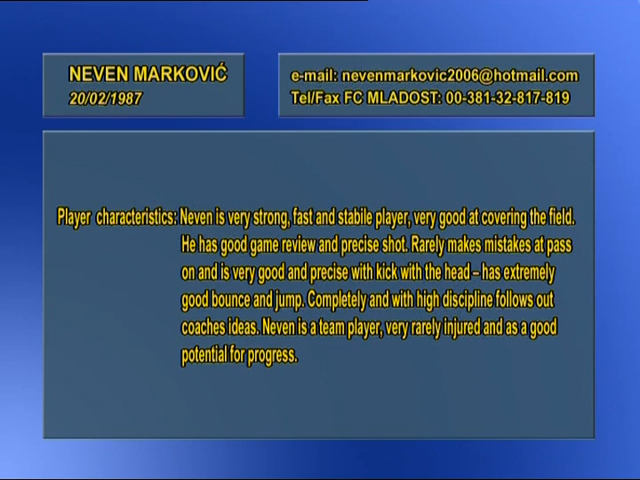 NEVEN MARKOVIĆ
20/02/1987
e-mail: nevenmarkovic2006@hotmail.com
Tel/Fax FC MLADOST: 00-381-32-817-819
Player characteristics: Neven is very strong, fast and stabile player, very good at covering the field.
He has good game review and precise shot. Rarely makes mistakes at pass
on and is very good and precise with kick with the head – has extremely
good bounce and jump. Completely and with high discipline follows out
coaches ideas. Neven is a team player, very rarely injured and as a good
potential for progress.